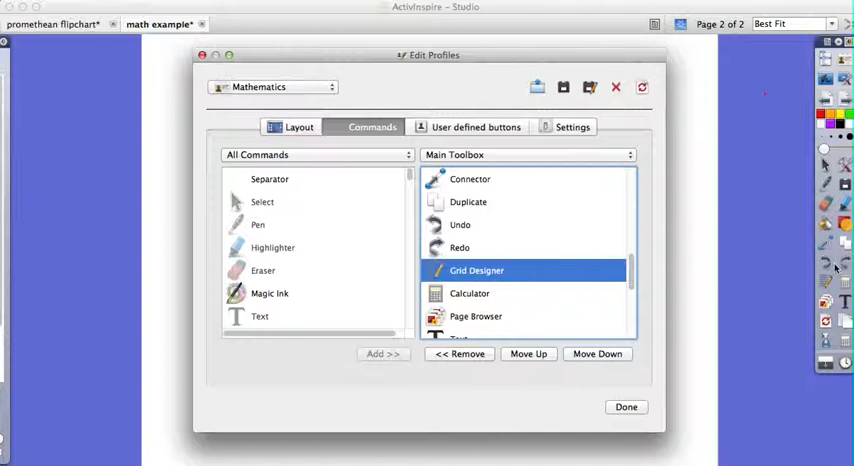 ActivInspire - Studio
promethean flipchart*
math example*
Page 2 of 2
Best Fit
Edit Profiles
Mathematics
Layout
Commands
User defined buttons
Settings
All Commands
Main Toolbox
Separator
Select
Pen
Highlighter
Eraser
Magic Ink
Text
Connector
Duplicate
Undo
Redo
Grid Designer
Calculator
Page Browser
Text
Add >>
<< Remove
Move Up
Move Down
Done